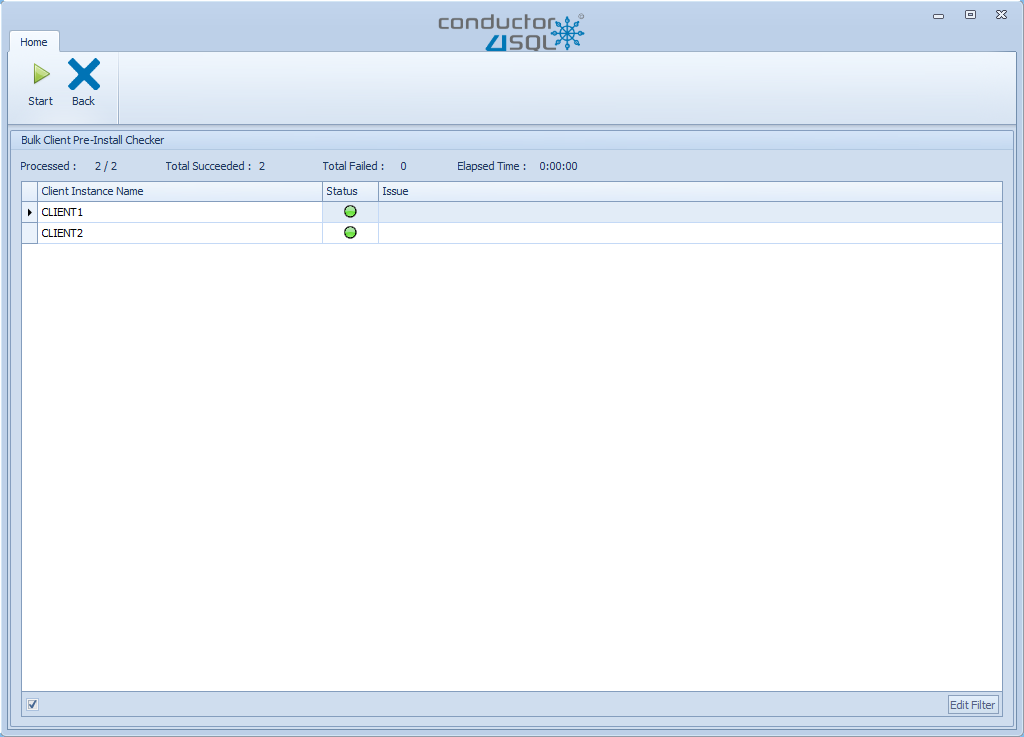 conductor
4SQL
Home
Start Back
Bulk Client Pre-Install Checker
Processed : 2 / 2 Total Succeeded : 2 Total Failed : 0 Elapsed Time : 0:00:00
Client Instance Name Status Issue
CLIENT1
CLIENT2
Edit Filter